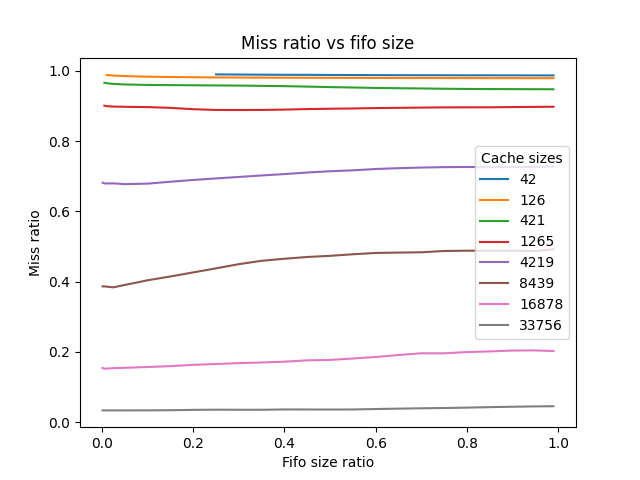 Miss ratio vs fifo size
1.0
0.8
0.6
0.4
0.2
0.0
Miss ratio
Cache sizes
42
126
421
1265
4219
8439
16878
33756
0.0 0.2 0.4 0.6 0.8 1.0
Fifo size ratio